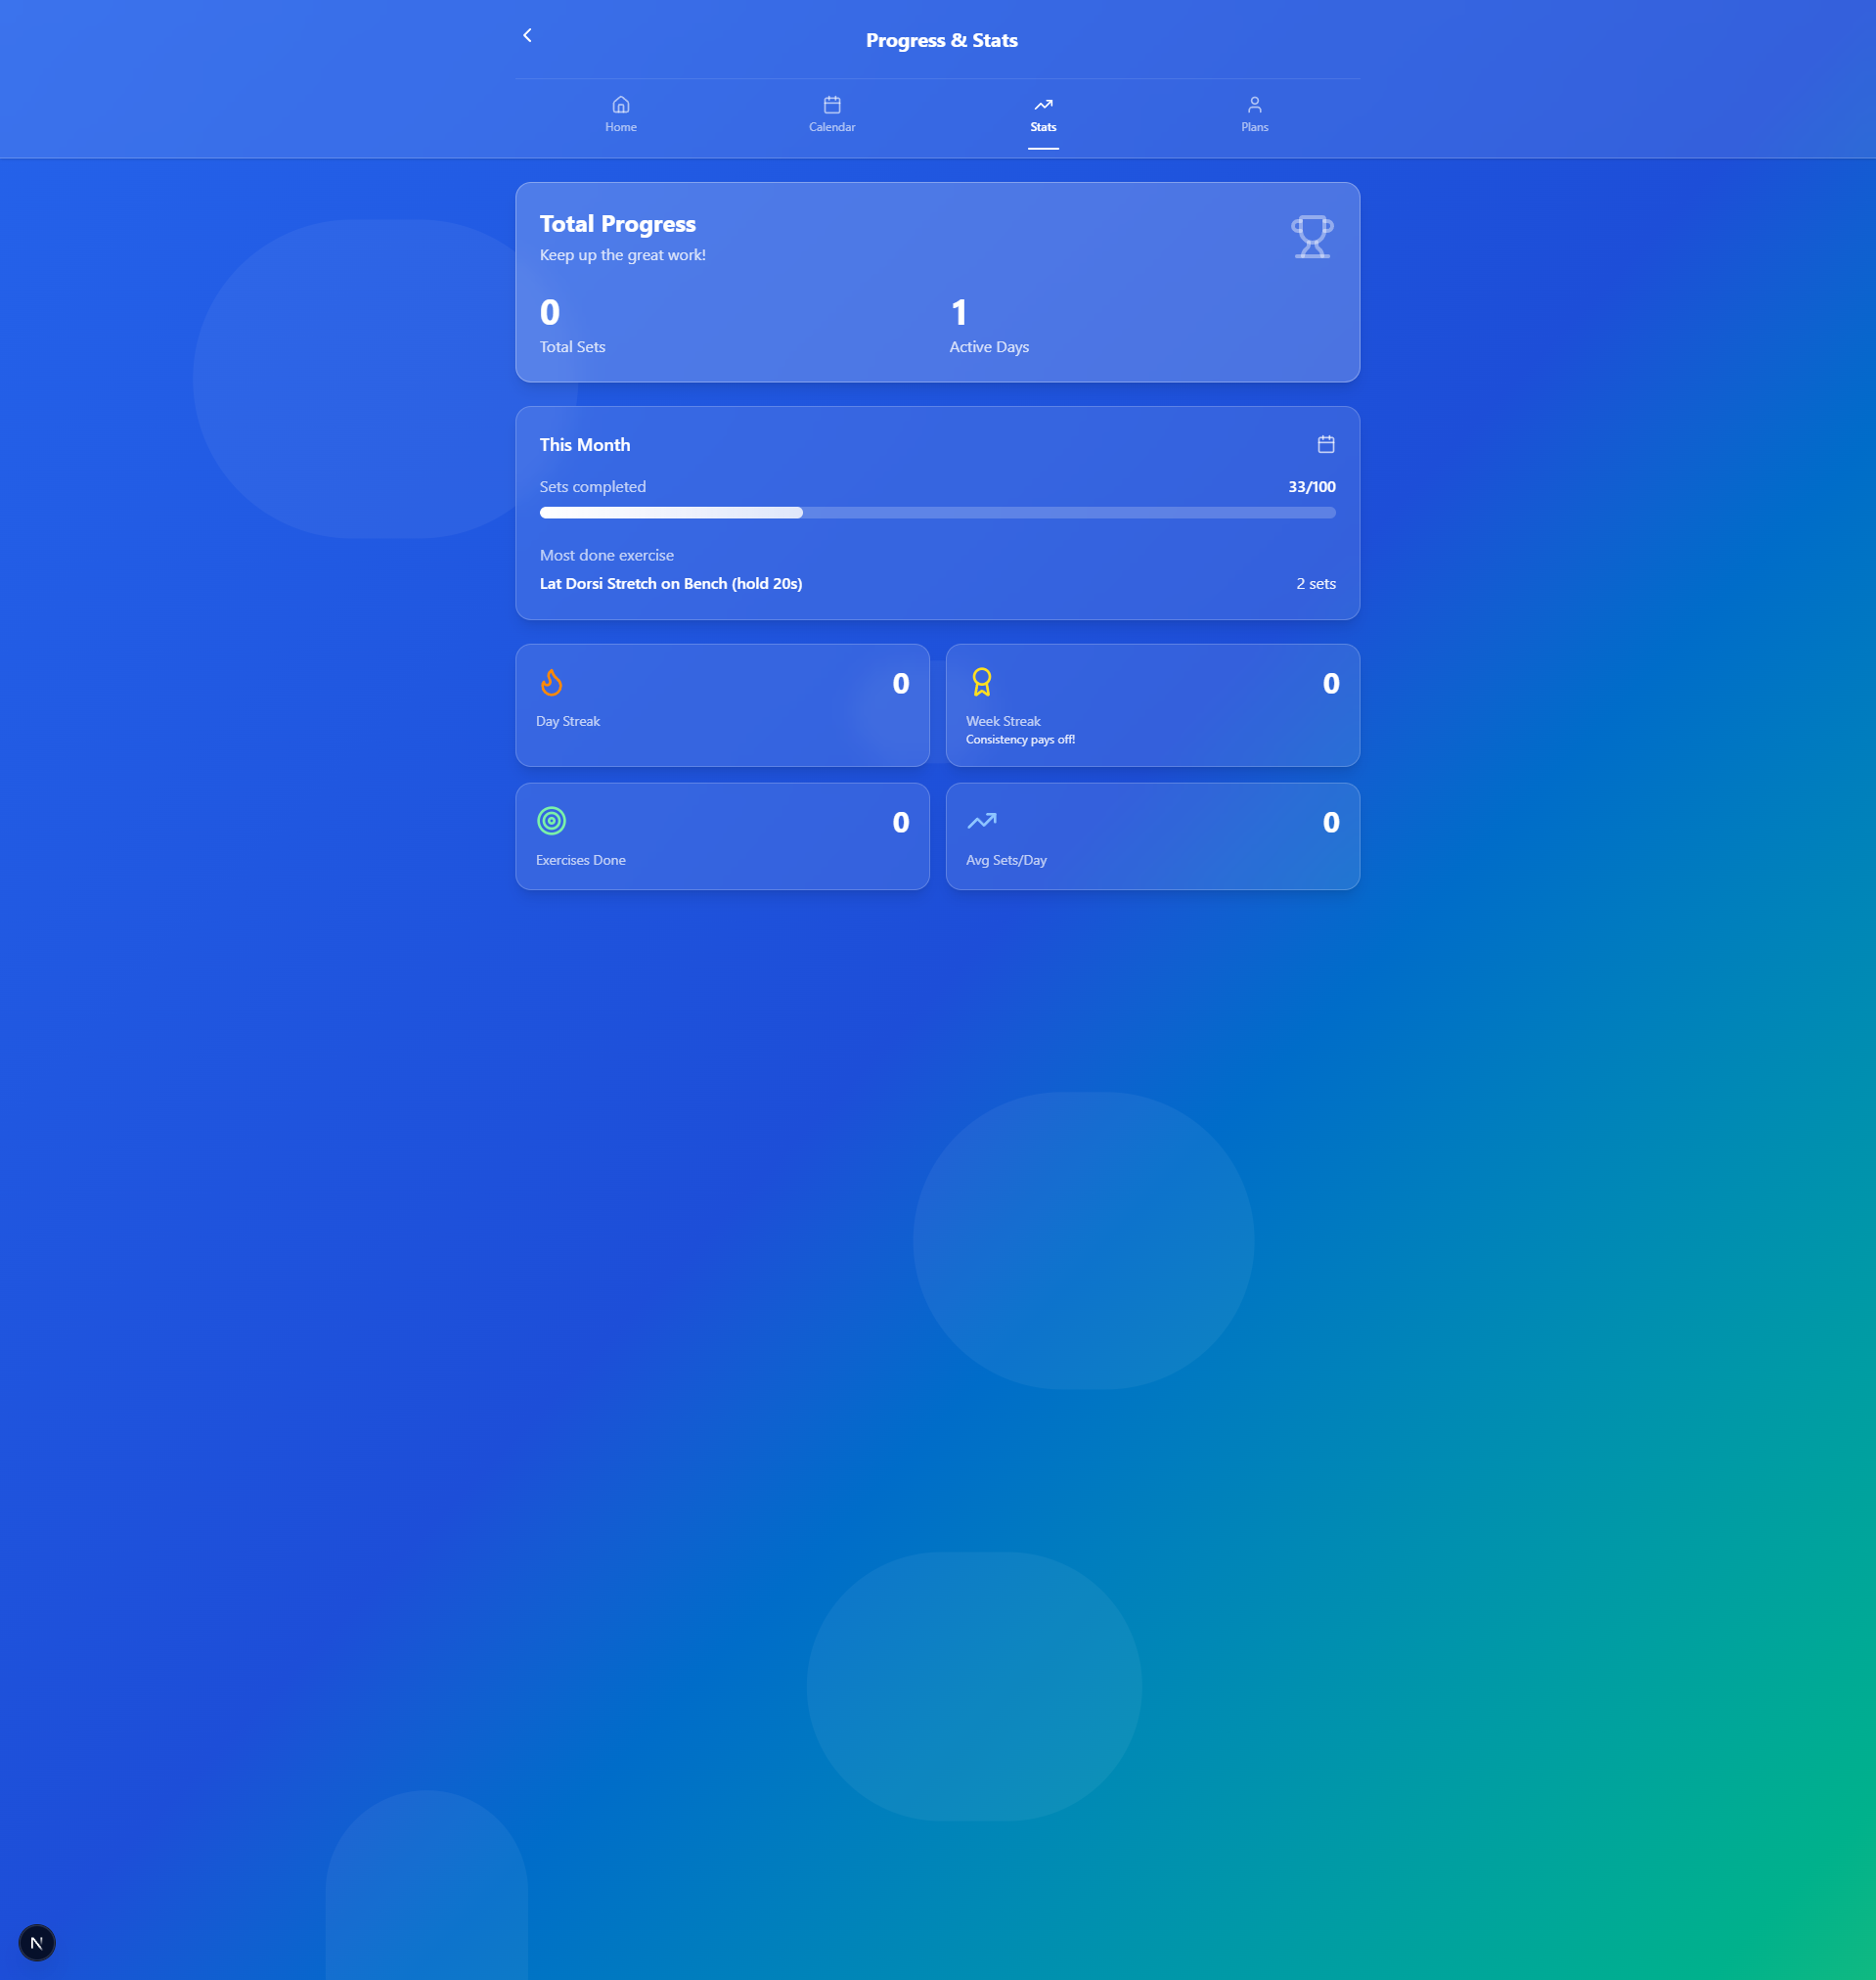 Progress & Stats
Home
Calendar
Stats
Plans
Total Progress
Keep up the great work!
0
1
Total Sets
Active Days
This Month
Sets completed
33/100
Most done exercise
Lat Dorsi Stretch on Bench (hold 20s)
2 sets
0
Day Streak
0
Week Streak
Consistency pays off!
0
Exercises Done
0
Avg Sets/Day
N